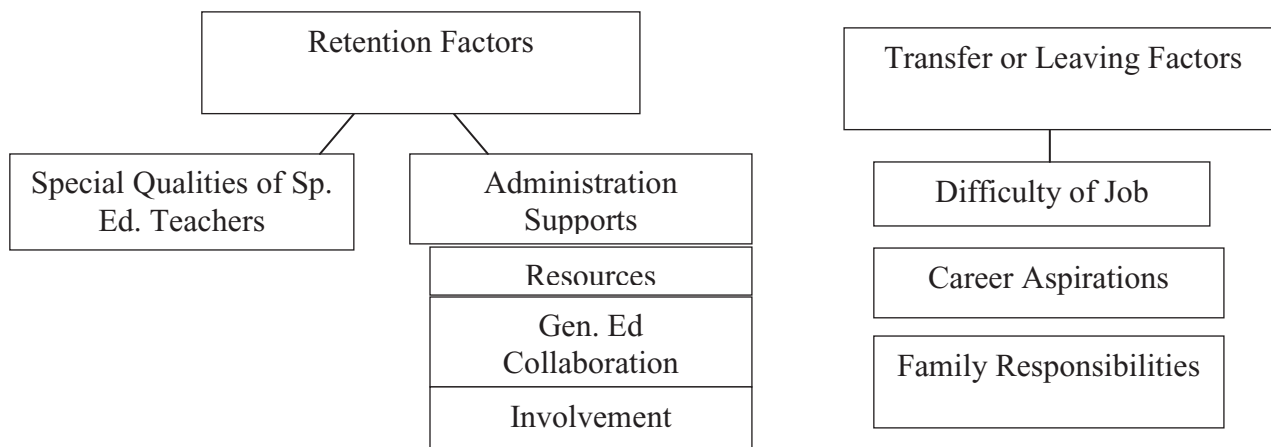 Retention Factors
Special Qualities of Sp.
Ed. Teachers
Administration
Supports
Resources
Gen. Ed
Collaboration
Involvement
Transfer or Leaving Factors
Difficulty of Job
Career Aspirations
Family Responsibilities